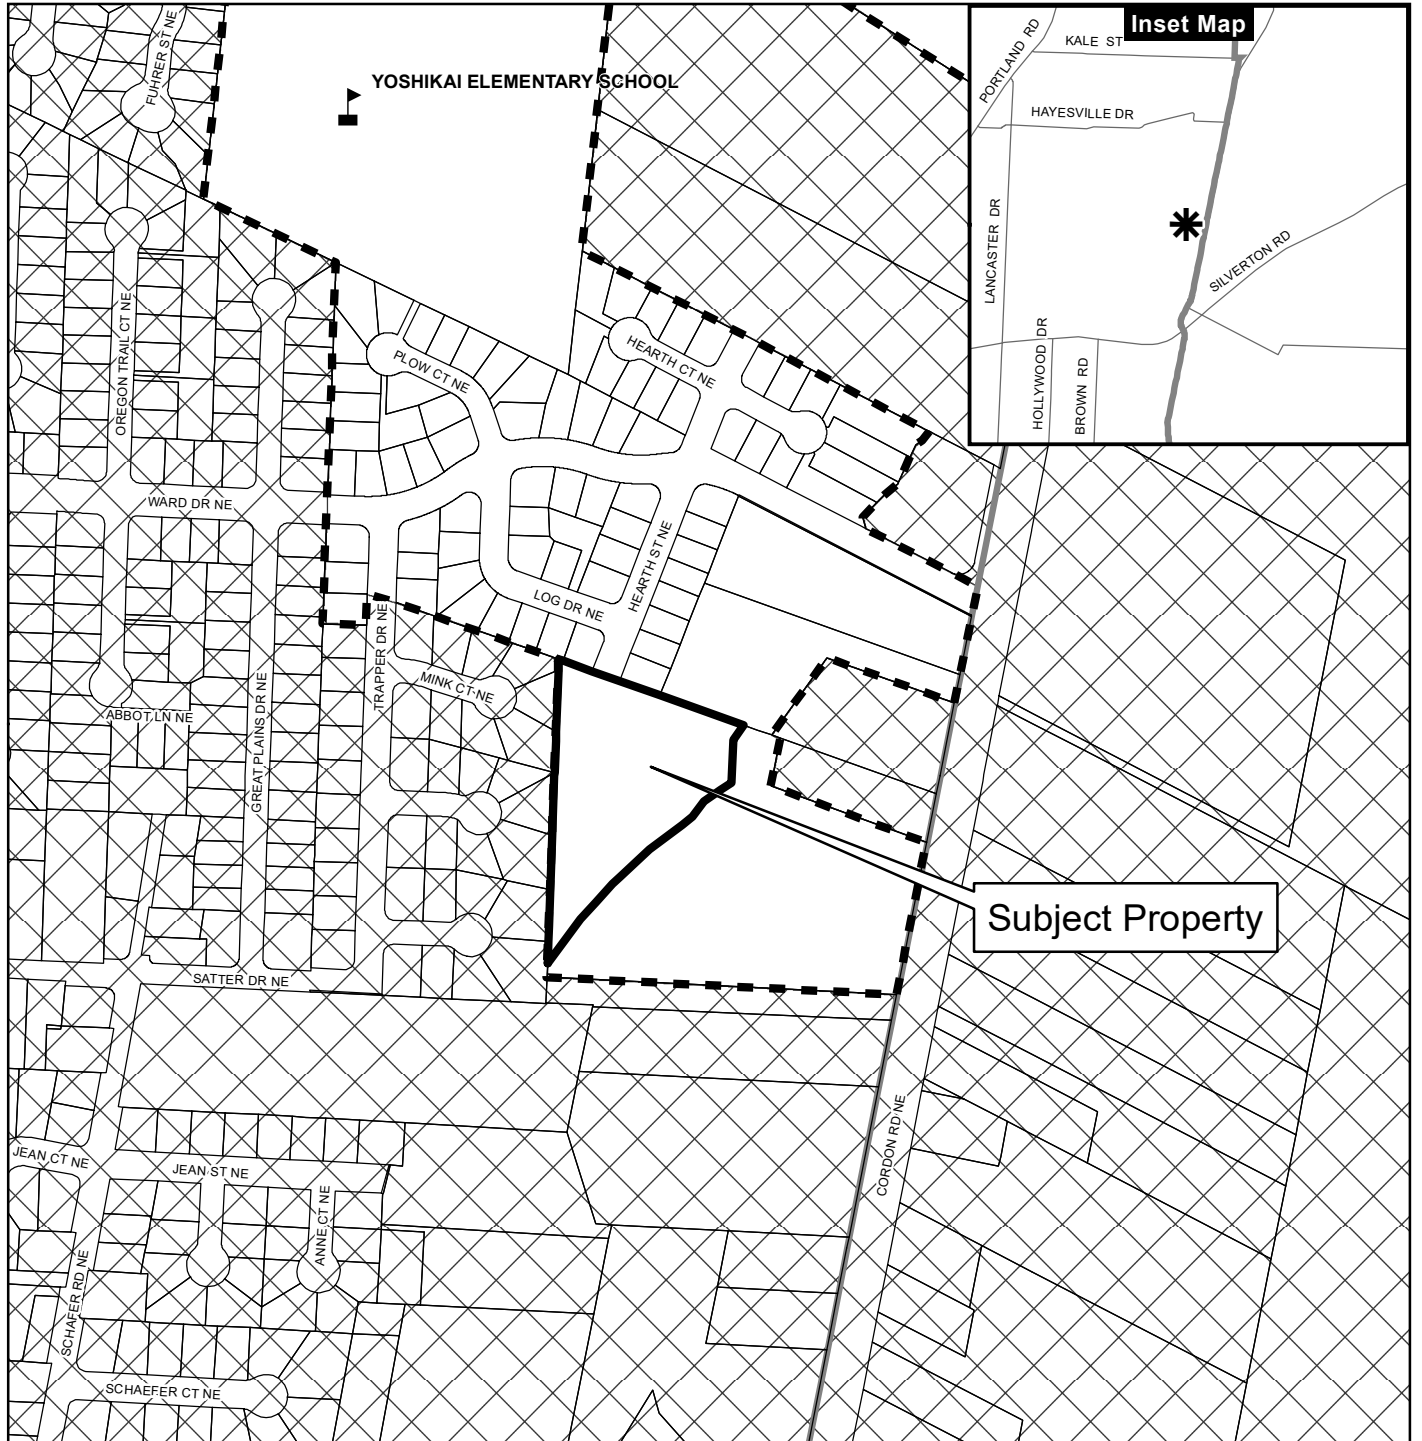 FUHRER ST NE
YOSHIKAI ELEMENTARY SCHOOL
Inset Map
PORTLAND RD
KALE ST
HAYESVILLE DR
LANCASTER DR
SILVERTON RD
HOLLYWOOD DR
BROWN RD
OREGON TRAIL CT NE
PLOW CT NE
HEARTH CT NE
WARD DR NE
HEARTH ST NE
LOG DR NE
TRAPPER DR NE
MINK CT NE
GREAT PLAINS DR NE
ABBOT LN NE
Subject Property
SATTER DR NE
CORDON RD NE
JEAN CT NE
JEAN ST NE
ANNE CT NE
SCHAFER RD NE
SCHAEFER CT NE